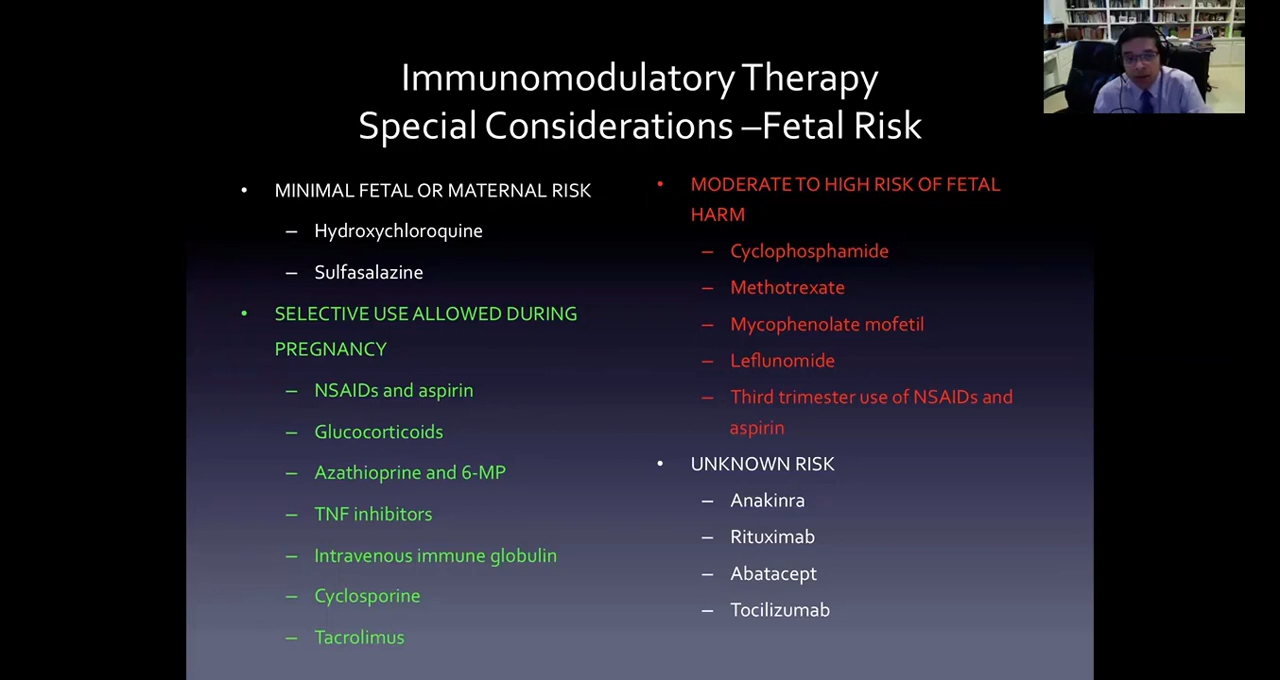 Immunomodulatory Therapy
Special Considerations –Fetal Risk
• MINIMAL FETAL OR MATERNAL RISK
– Hydroxychloroquine
– Sulfasalazine
• SELECTIVE USE ALLOWED DURING
PREGNANCY
– NSAIDs and aspirin
– Glucocorticoids
– Azathioprine and 6-MP
– TNF inhibitors
– Intravenous immune globulin
– Cyclosporine
– Tacrolimus
• MODERATE TO HIGH RISK OF FETAL
HARM
– Cyclophosphamide
– Methotrexate
– Mycophenolate mofetil
– Leflunomide
– Third trimester use of NSAIDs and
aspirin
• UNKNOWN RISK
– Anakinra
– Rituximab
– Abatacept
– Tocilizumab